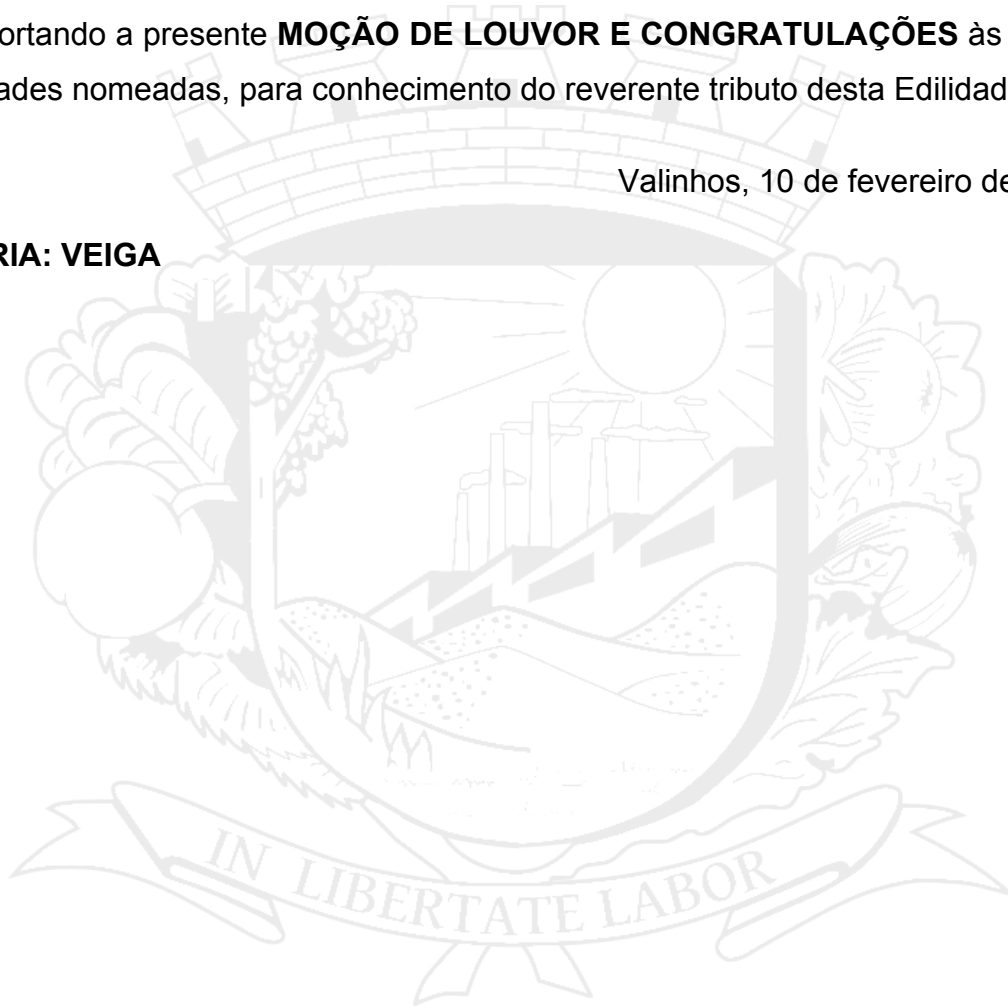 ortando a presente MOÇÃO DE LOUVOR E CONGRATULAÇÕES às
ades nomeadas, para conhecimento do reverente tributo desta Edilidad
Valinhos, 10 de fevereiro de
RIA: VEIGA
IN LIBERTATE LABOR